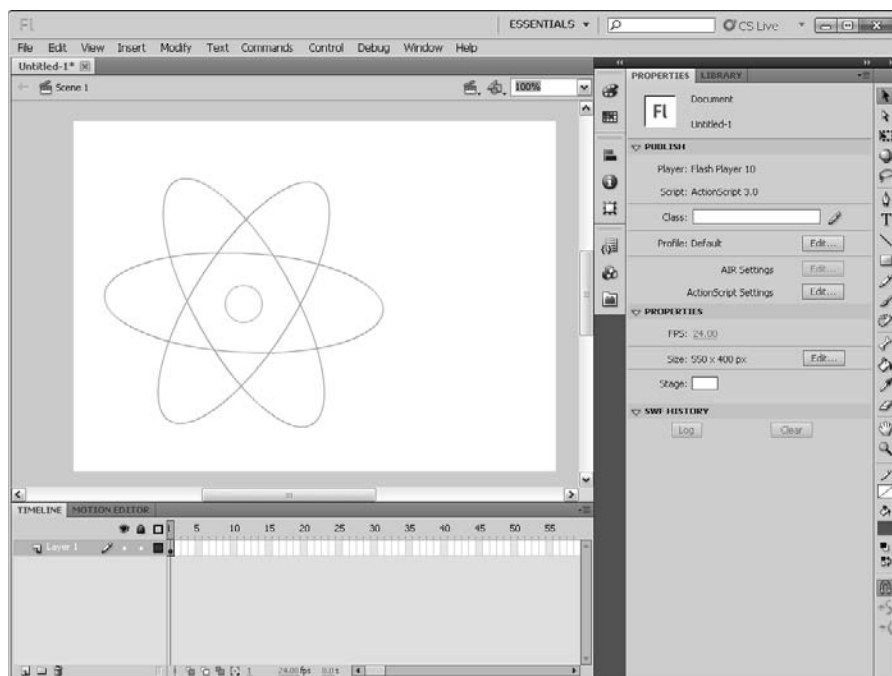 Fl
ESSENTIALS
CS Live
File Edit View Insert Modify Text Commands Control Debug Window Help
Untitled-1*
Scene 1
100%
PROPERTIES LIBRARY
Fl
Document
Untitled-1
PUBLISH
Player: Flash Player 10
Script: ActionScript 3.0
Class:
Profile: Default Edit...
AIR Settings Edit...
ActionScript Settings Edit...
PROPERTIES
FPS: 24.00
Size: 550 x 400 px Edit...
Stage:
SWF HISTORY
Log Clear
TIMELINE MOTION EDITOR
1 5 10 15 20 25 30 35 40 45 50 55
Layer 1
1 24.00 fps 0.0 s